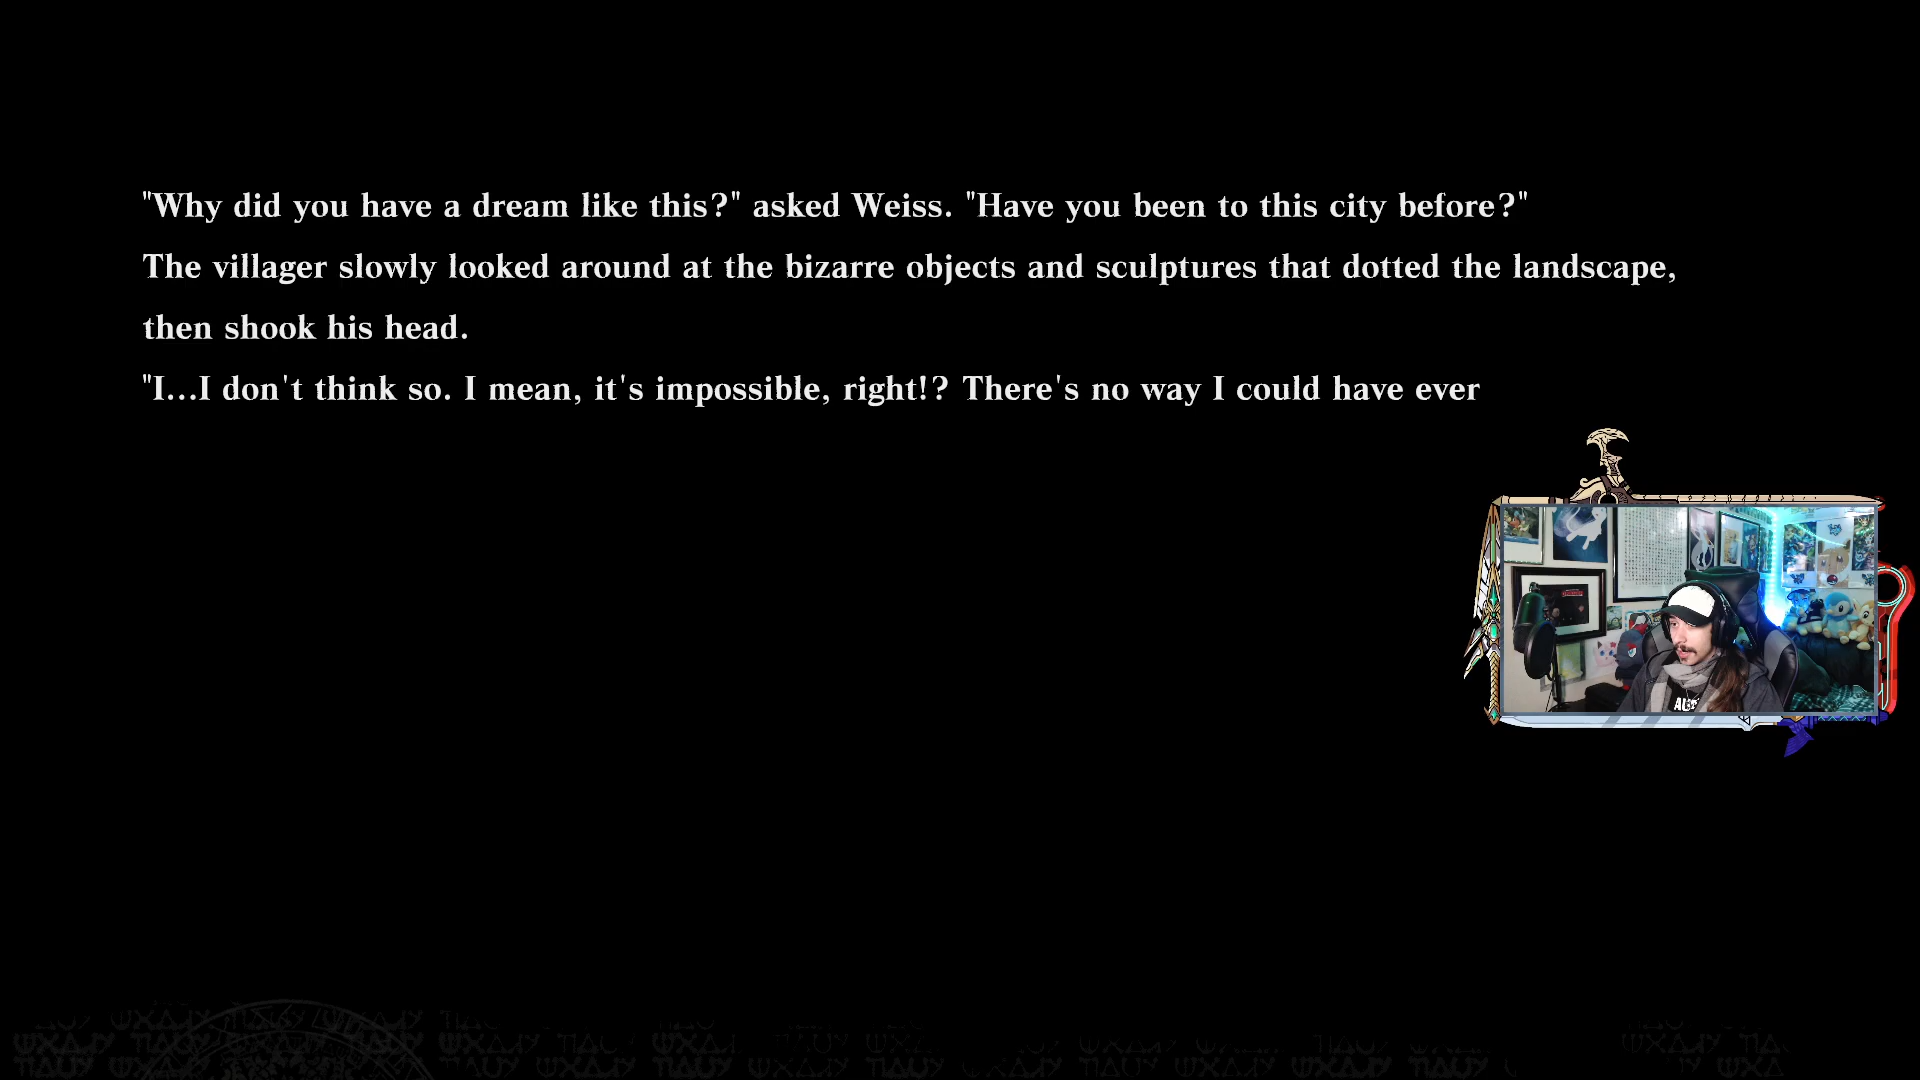 "Why did you have a dream like this?" asked Weiss. "Have you been to this city before?"
The villager slowly looked around at the bizarre objects and sculptures that dotted the landscape,
then shook his head.
"I...I don't think so. I mean, it's impossible, right!? There's no way I could have ever